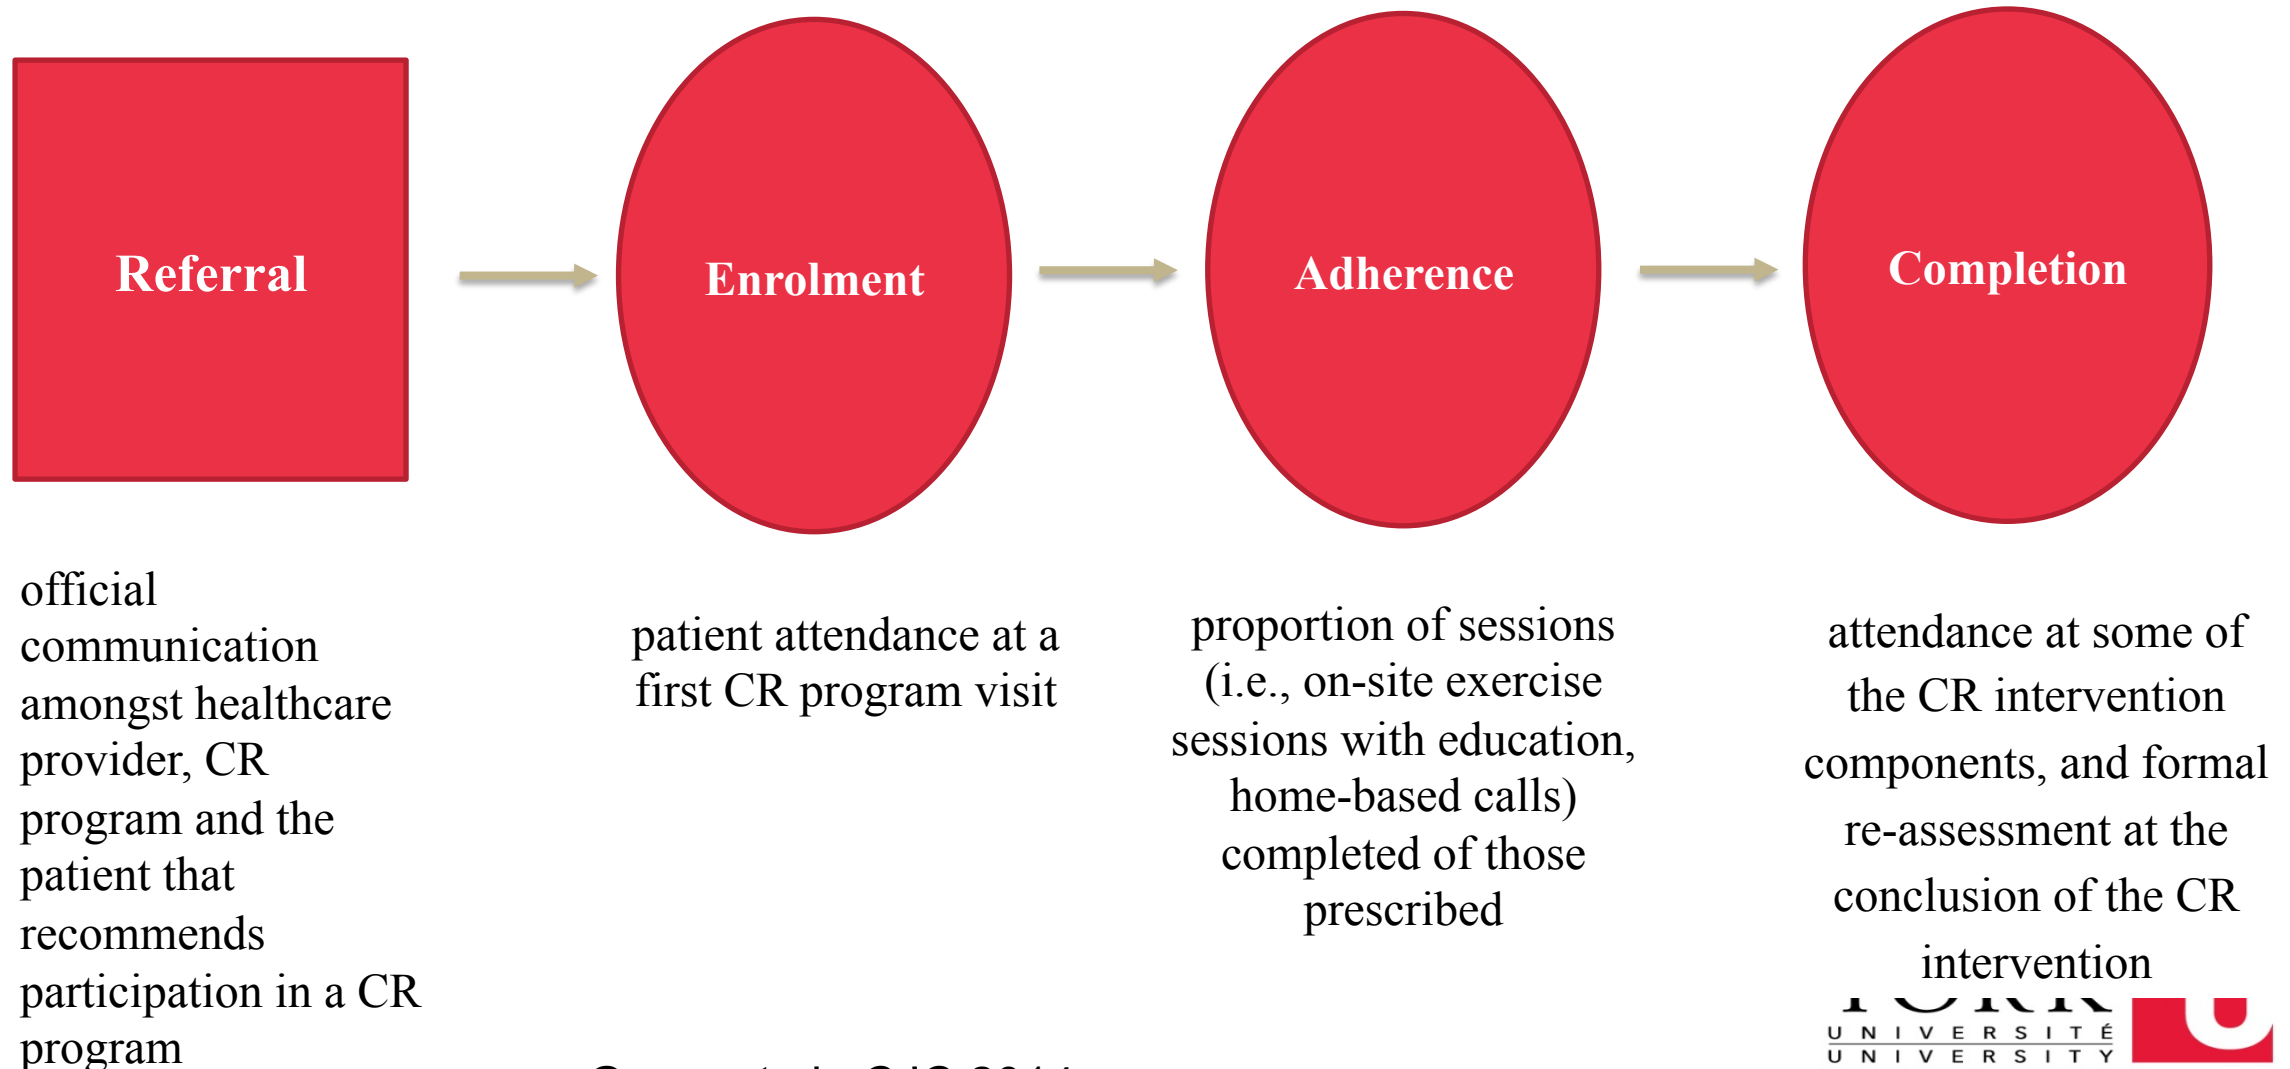 Referral
Enrolment
Adherence
Completion
official
communication
amongst healthcare
provider, CR
program and the
patient that
recommends
participation in a CR
program
patient attendance at a
first CR program visit
proportion of sessions
(i.e., on-site exercise
sessions with education,
home-based calls)
completed of those
prescribed
attendance at some of
the CR intervention
components, and formal
re-assessment at the
conclusion of the CR
intervention
YORK
UNIVERSITÉ
UNIVERSITY